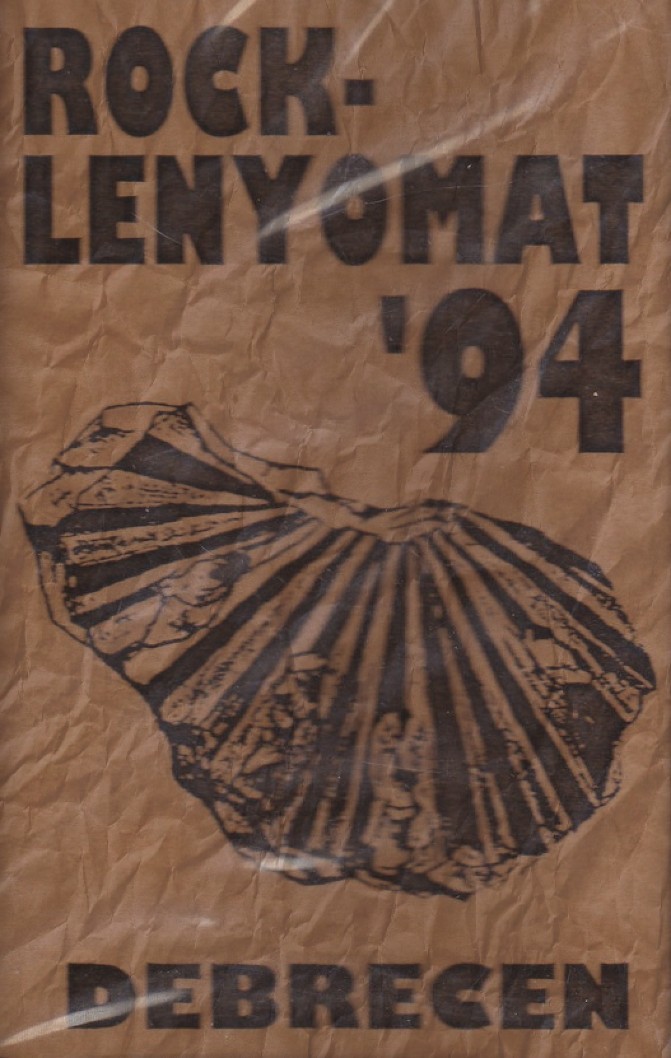 ROCK-
LENYOMAT
'94
DEBRECEN